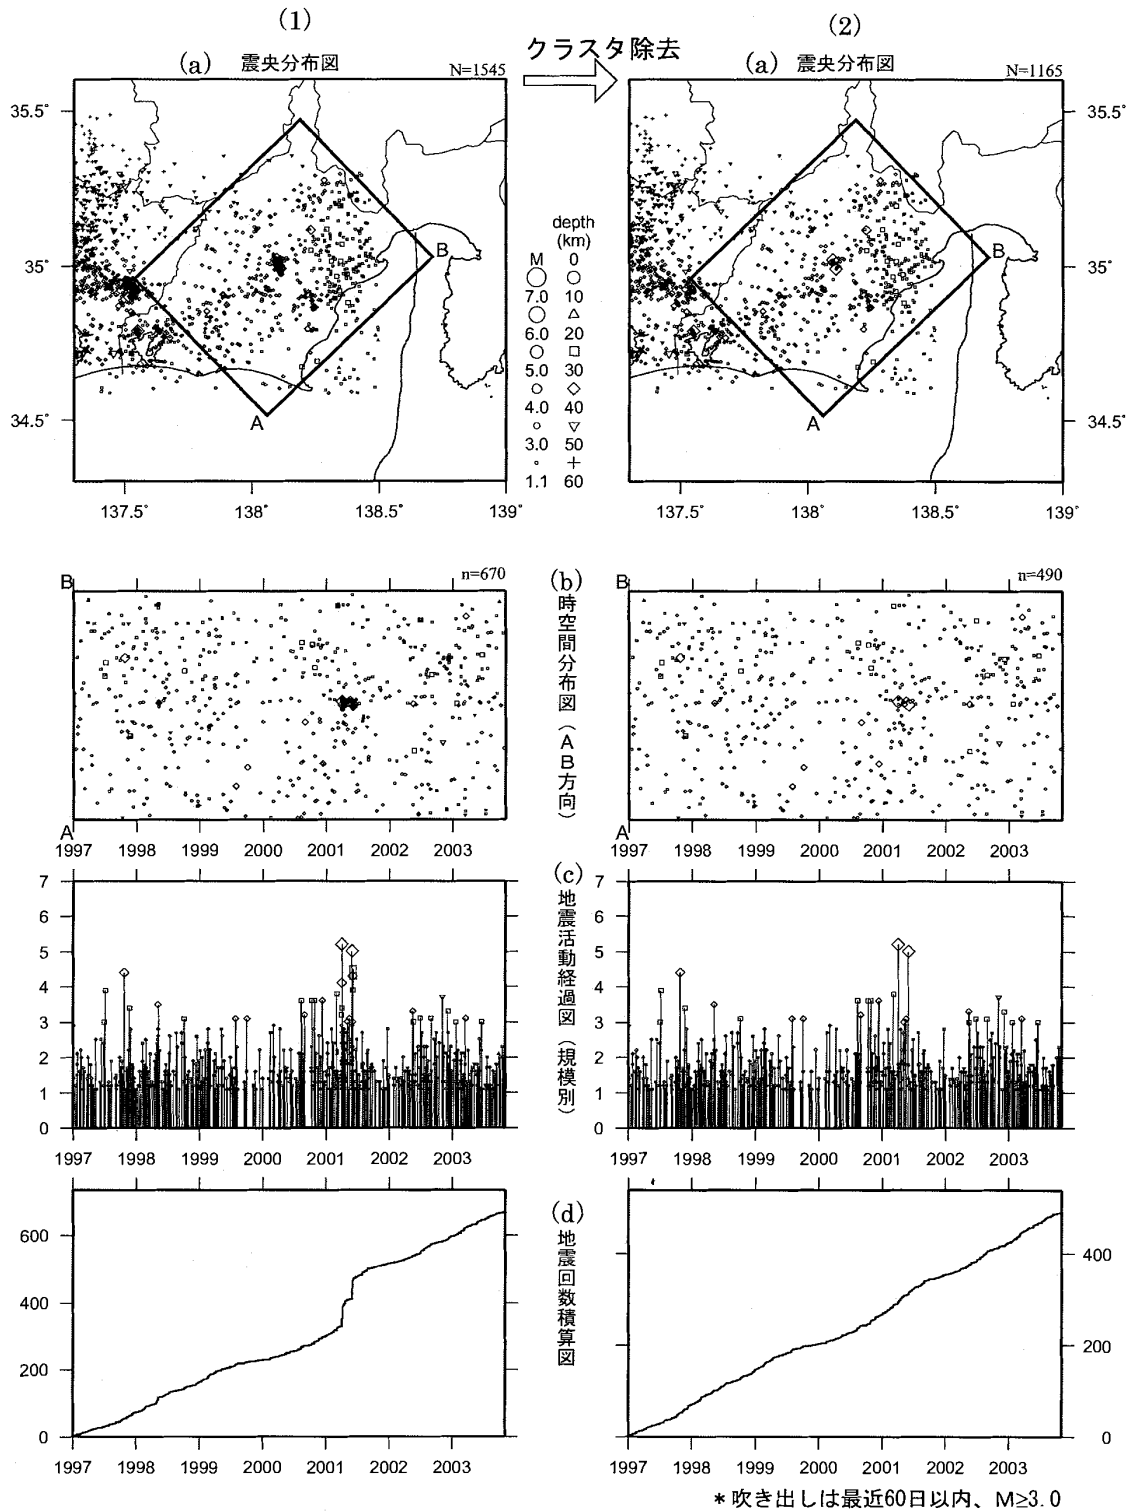 (1)
(2)
クラスタ除去
(a) 震央分布図
N=1545
(a) 震央分布図
N=1165
35.5°
35°
34.5°
137.5°
138°
138.5°
139°
A
B
depth
(km)
M
0
7.0
10
6.0
20
5.0
30
4.0
40
3.0
50
1.1
60
35.5°
35°
34.5°
137.5°
138°
138.5°
139°
A
B
B
n=670
A
1997 1998 1999 2000 2001 2002 2003
(b)
時空間分布図(AB方向)
B
n=490
A
1997 1998 1999 2000 2001 2002 2003
7
6
5
4
3
2
1
0
1997 1998 1999 2000 2001 2002 2003
(c)
地震活動経過図(規模別)
7
6
5
4
3
2
1
0
1997 1998 1999 2000 2001 2002 2003
600
400
200
0
1997 1998 1999 2000 2001 2002 2003
(d)
地震回数積算図
400
200
0
1997 1998 1999 2000 2001 2002 2003
*吹き出しは最近60日以内、M≥3.0